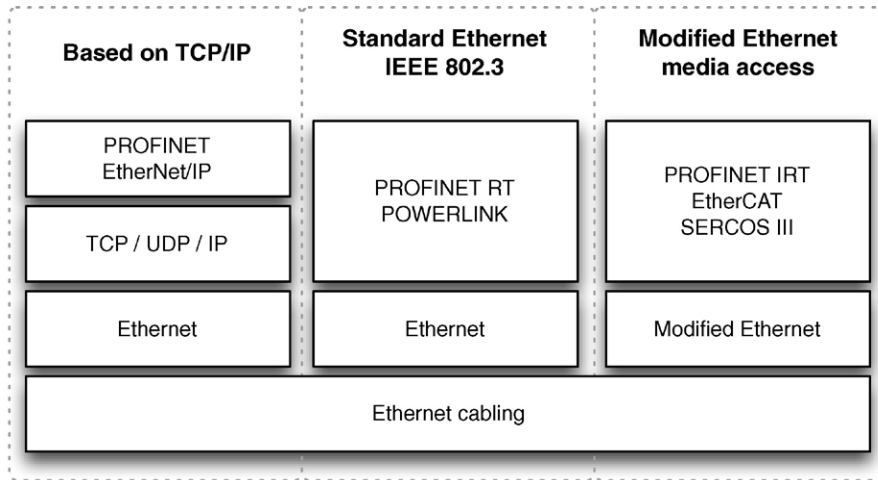 Based on TCP/IP
Standard Ethernet
IEEE 802.3
Modified Ethernet
media access
PROFINET
EtherNet/IP
TCP / UDP / IP
Ethernet
PROFINET RT
POWERLINK
Ethernet
PROFINET IRT
EtherCAT
SERCOS III
Modified Ethernet
Ethernet cabling